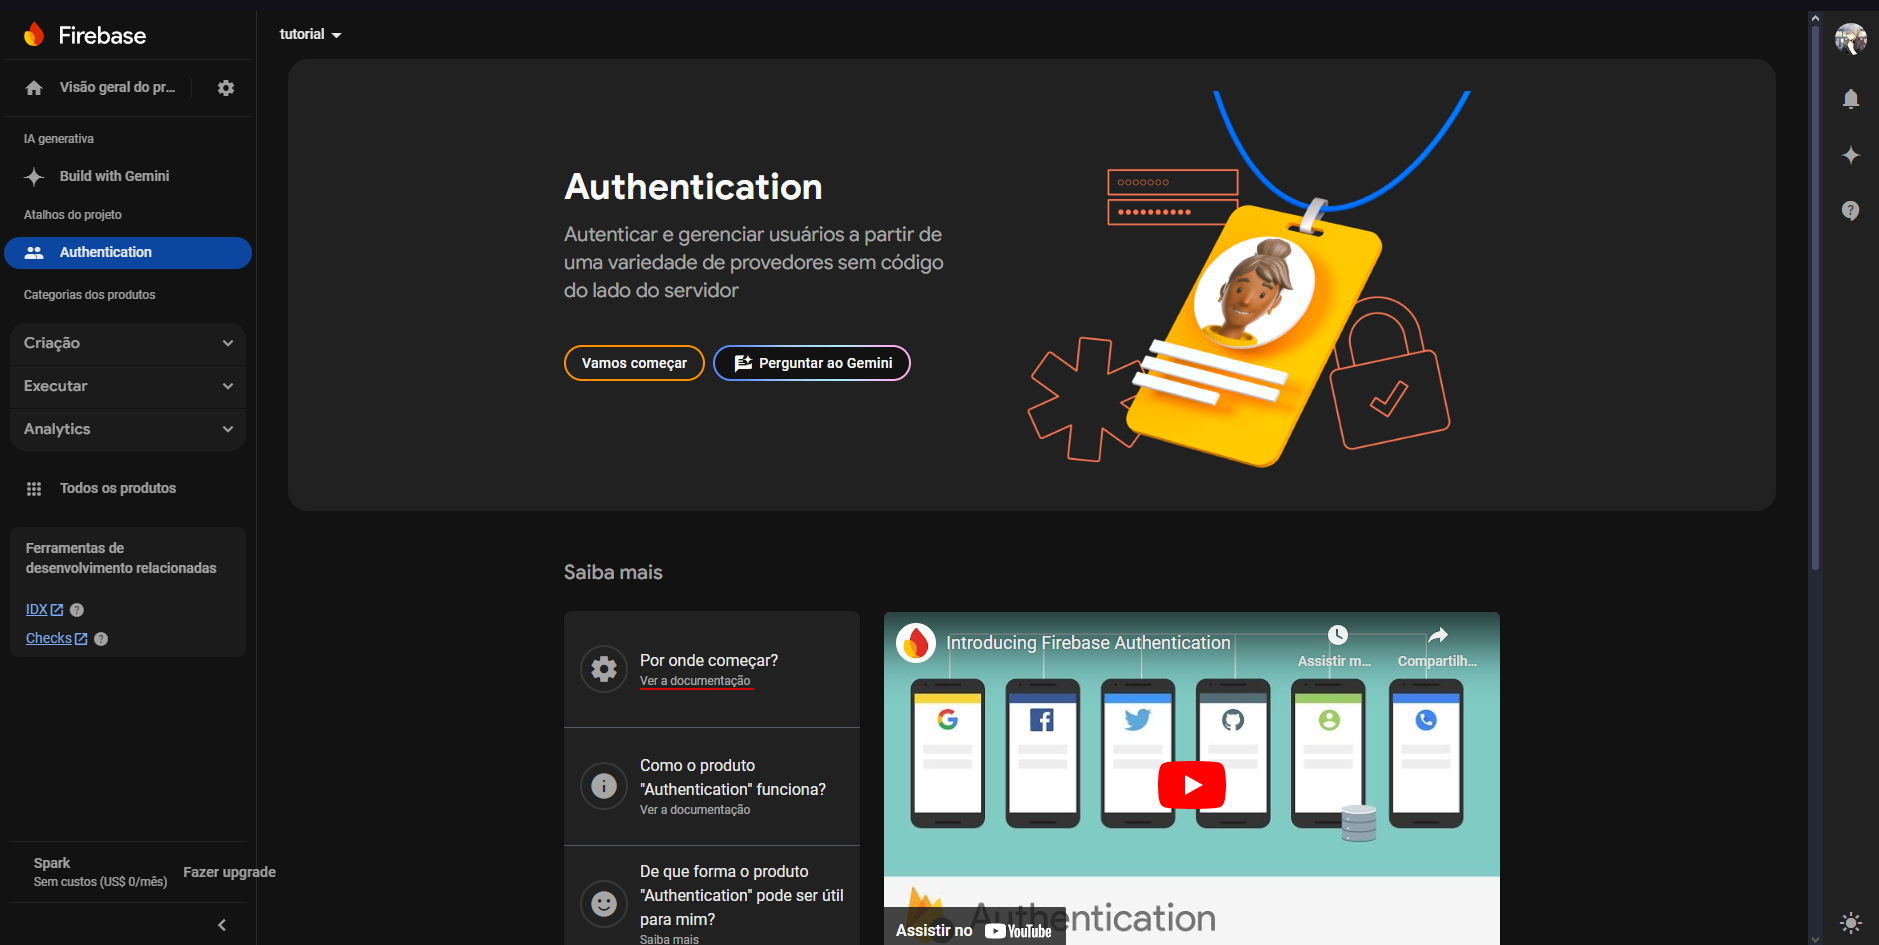 Firebase
tutorial
Visão geral do pr...
IA generativa
Build with Gemini
Atalhos do projeto
Authentication
Categorias dos produtos
Criação
Executar
Analytics
Todos os produtos
Ferramentas de
desenvolvimento relacionadas
IDX
Checks
Spark
Sem custos (US$ 0/mês)
Fazer upgrade
Authentication
Autenticar e gerenciar usuários a partir de
uma variedade de provedores sem código
do lado do servidor
Vamos começar
Perguntar ao Gemini
Saiba mais
Por onde começar?
Ver a documentação
Como o produto
"Authentication" funciona?
Ver a documentação
De que forma o produto
"Authentication" pode ser útil
para mim?
Saiba mais
Introducing Firebase Authentication
Assistir m...
Compartilh...
Authentication
Assistir no YouTube